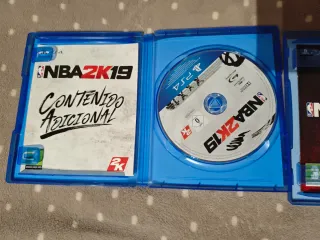 NBA2K19
CONTENIDO
ADICIONAL
2K
PS4
NBA2K19
2K